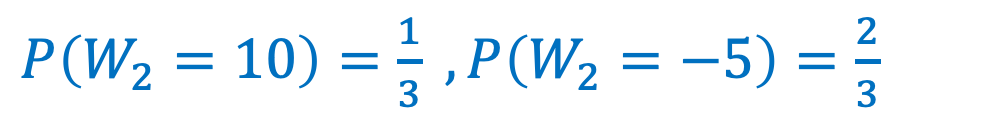 P(W₂ = 10) = 1/3 , P(W₂ = −5) = 2/3